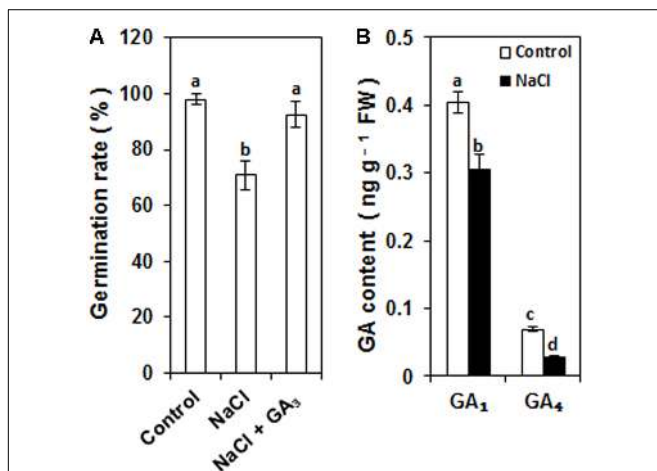 A
Germination rate ( % )
120
100
80
60
40
20
0
a
b
a
Control
NaCl
NaCl + GA₃
B
GA content ( ng g⁻¹ FW )
0.5
0.4
0.3
0.2
0.1
0
Control
NaCl
a
b
c
d
GA₁
GA₄